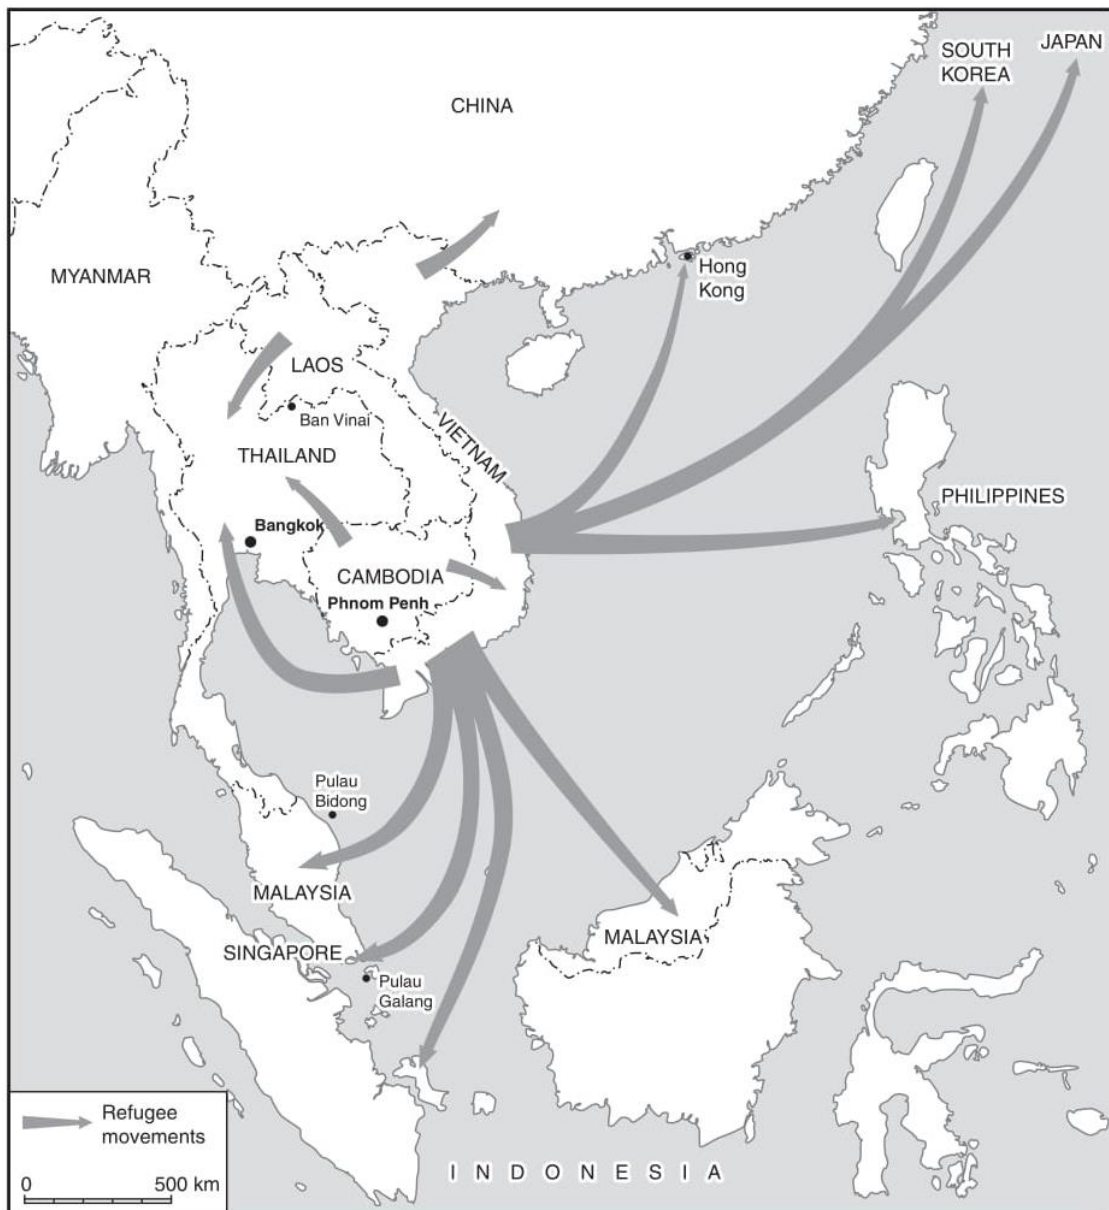 SOUTH
KOREA
JAPAN
CHINA
MYANMAR
Hong
Kong
LAOS
Ban Vinai
VIETNAM
THAILAND
PHILIPPINES
Bangkok
CAMBODIA
Phnom Penh
Pulau
Bidong
MALAYSIA
MALAYSIA
SINGAPORE
Pulau
Galang
Refugee
movements
INDONESIA
0 500 km